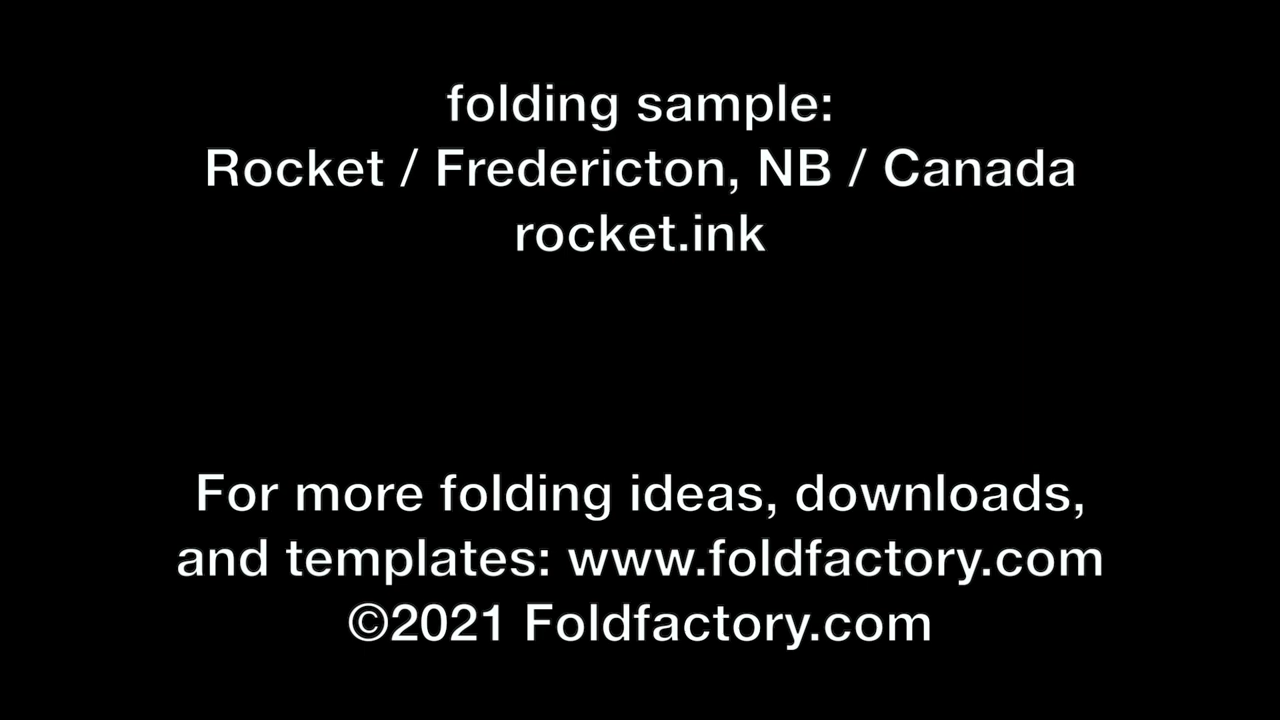 folding sample:
Rocket / Fredericton, NB / Canada
rocket.ink
For more folding ideas, downloads,
and templates: www.foldfactory.com
©2021 Foldfactory.com